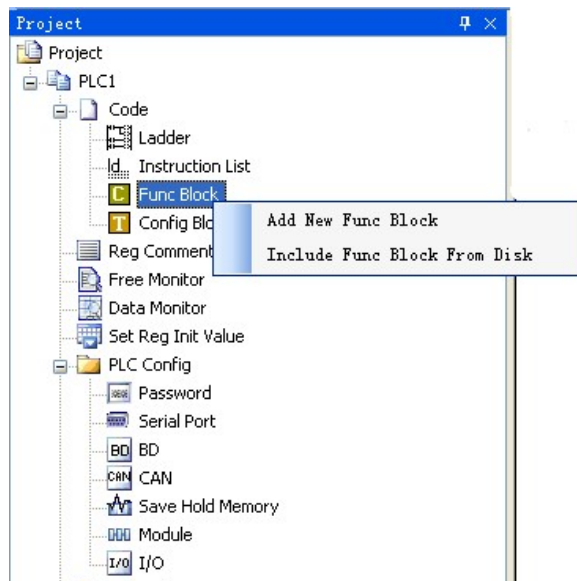 Project
Project
PLC1
Code
Ladder
ld... Instruction List
C Func Block
Add New Func Block
T Config Blo
Include Func Block From Disk
Reg Comment
Free Monitor
Data Monitor
Set Reg Init Value
PLC Config
Password
Serial Port
BD BD
CAN CAN
Save Hold Memory
Module
I/O I/O